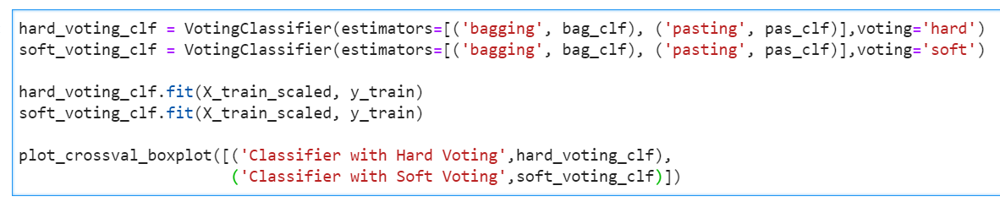 hard_voting_clf = VotingClassifier(estimators=[('bagging', bag_clf), ('pasting', pas_clf)],voting='hard')
soft_voting_clf = VotingClassifier(estimators=[('bagging', bag_clf), ('pasting', pas_clf)],voting='soft')
hard_voting_clf.fit(X_train_scaled, y_train)
soft_voting_clf.fit(X_train_scaled, y_train)
plot_crossval_boxplot([('Classifier with Hard Voting',hard_voting_clf),
('Classifier with Soft Voting',soft_voting_clf)])